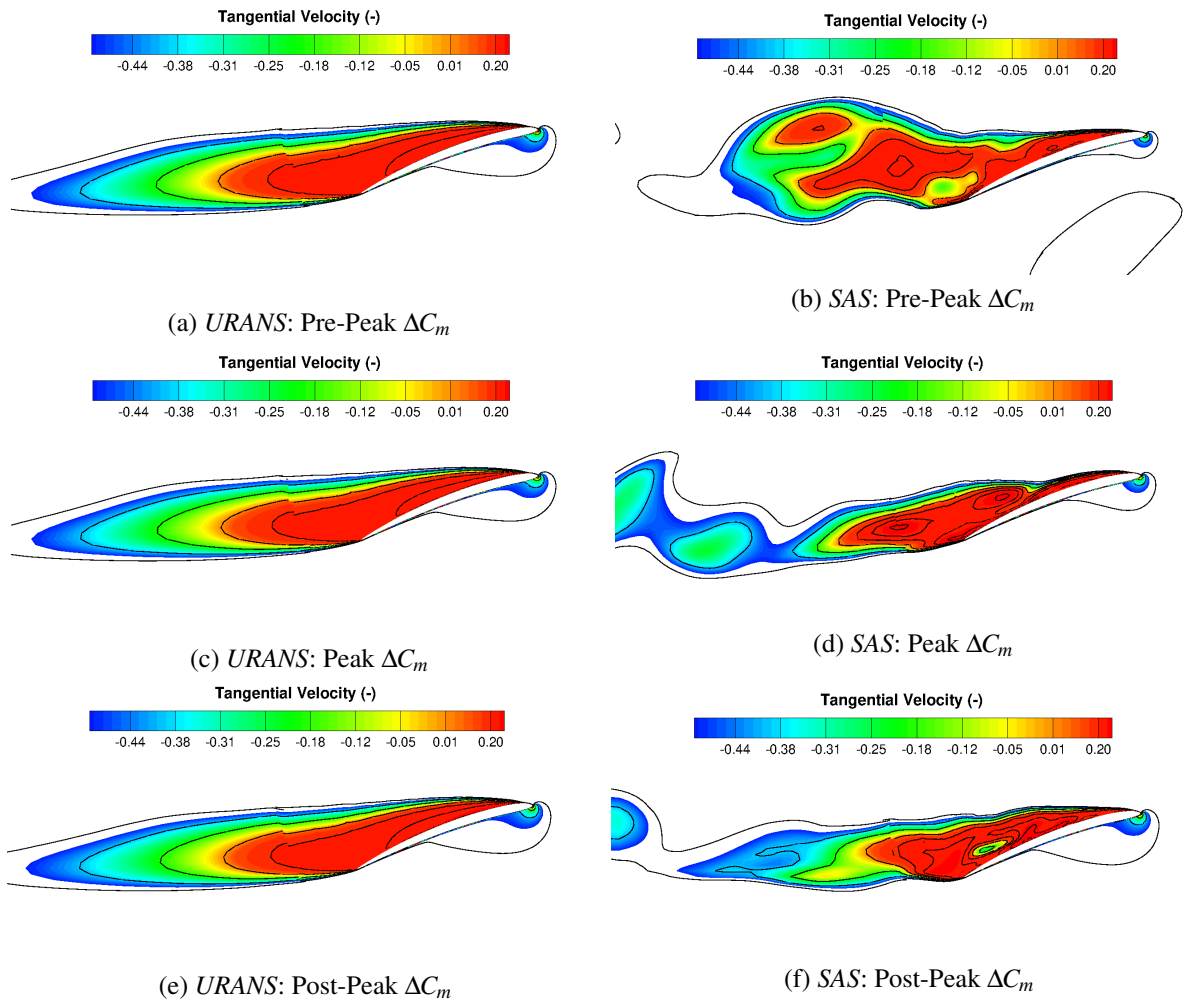 Tangential Velocity (-)
-0.44 -0.38 -0.31 -0.25 -0.18 -0.12 -0.05 0.01 0.20
(a) URANS: Pre-Peak ΔCm
Tangential Velocity (-)
-0.44 -0.38 -0.31 -0.25 -0.18 -0.12 -0.05 0.01 0.20
(b) SAS: Pre-Peak ΔCm
Tangential Velocity (-)
-0.44 -0.38 -0.31 -0.25 -0.18 -0.12 -0.05 0.01 0.20
(c) URANS: Peak ΔCm
Tangential Velocity (-)
-0.44 -0.38 -0.31 -0.25 -0.18 -0.12 -0.05 0.01 0.20
(d) SAS: Peak ΔCm
Tangential Velocity (-)
-0.44 -0.38 -0.31 -0.25 -0.18 -0.12 -0.05 0.01 0.20
(e) URANS: Post-Peak ΔCm
Tangential Velocity (-)
-0.44 -0.38 -0.31 -0.25 -0.18 -0.12 -0.05 0.01 0.20
(f) SAS: Post-Peak ΔCm